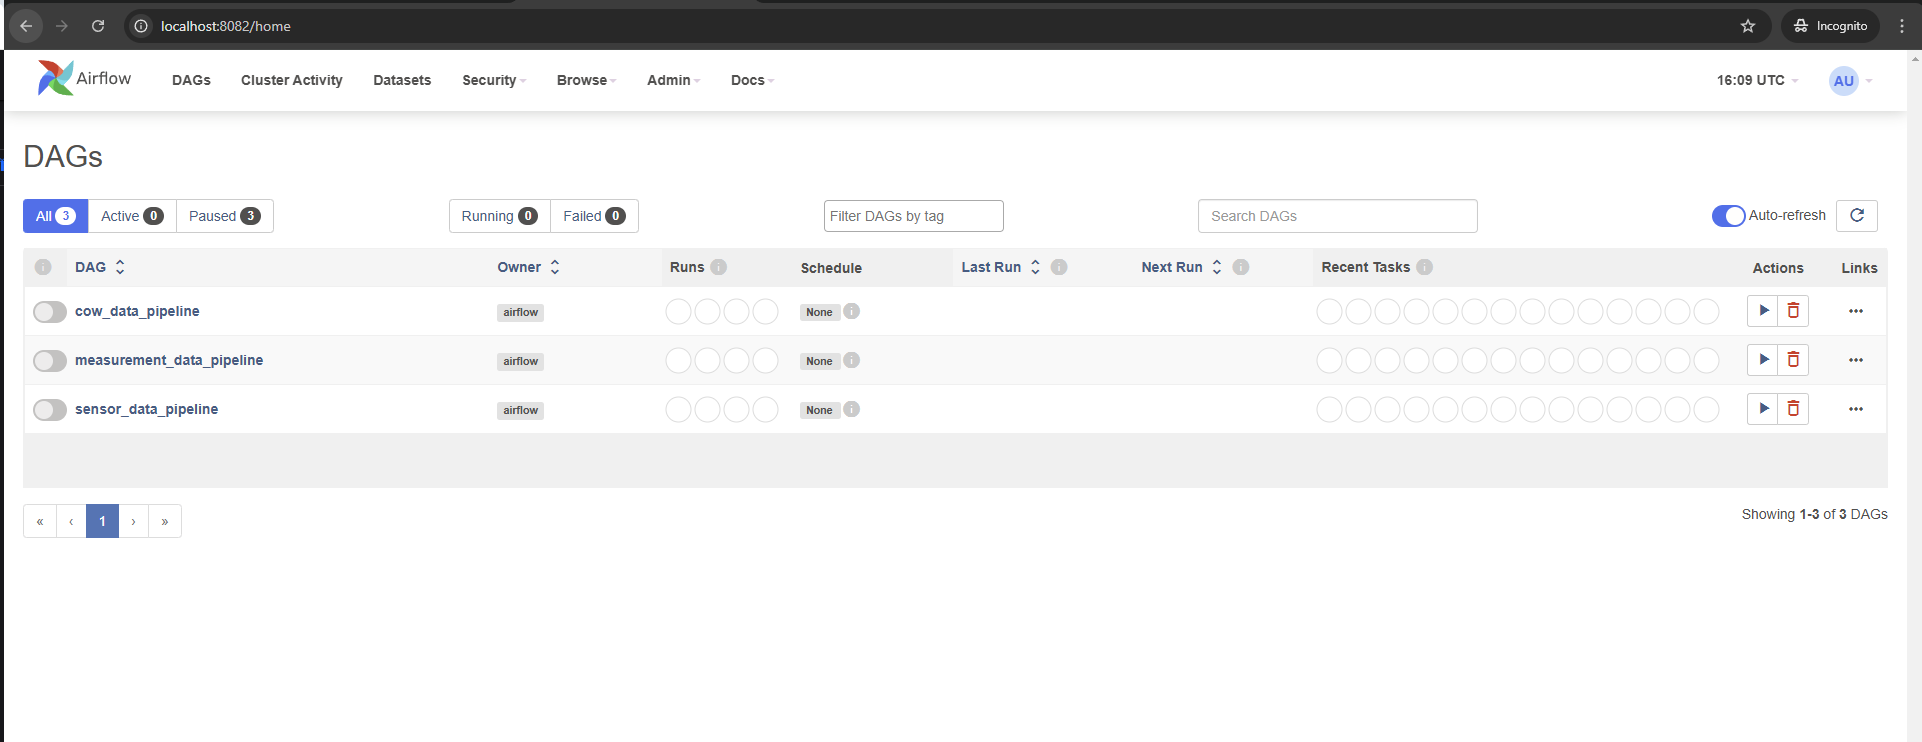 localhost:8082/home
Incognito
Airflow DAGs Cluster Activity Datasets Security Browse Admin Docs 16:09 UTC AU
DAGs
All 3 Active 0 Paused 3 Running 0 Failed 0 Filter DAGs by tag Search DAGs Auto-refresh
i DAG Owner Runs i Schedule Last Run i Next Run i Recent Tasks i Actions Links
cow_data_pipeline airflow None i
measurement_data_pipeline airflow None i
sensor_data_pipeline airflow None i
« ‹ 1 › »
Showing 1-3 of 3 DAGs